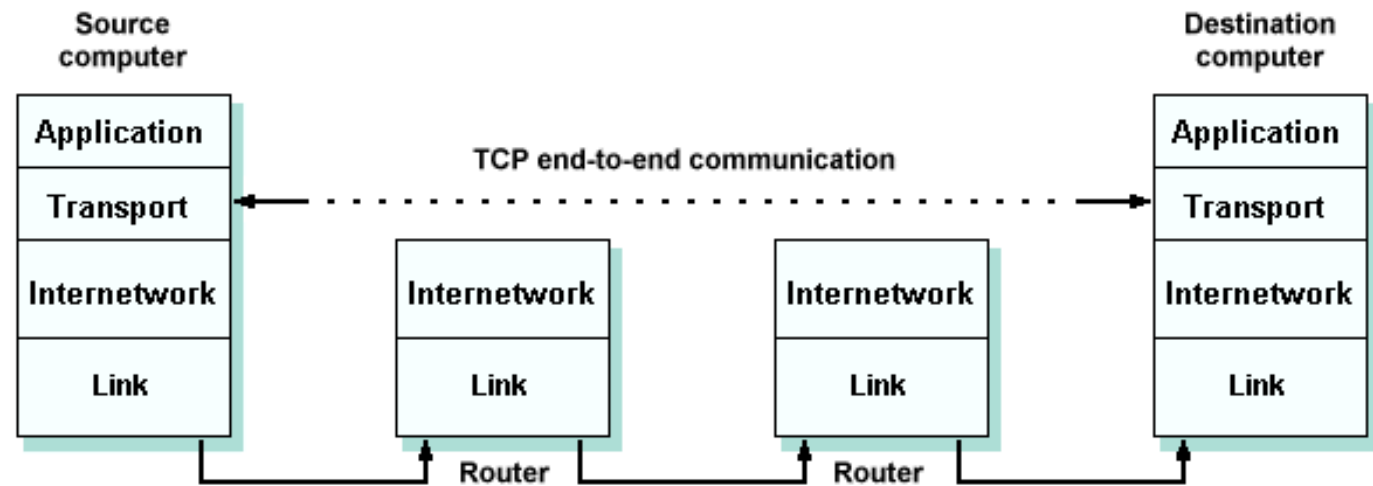 Source
computer
Destination
computer
Application
Transport
Internetwork
Link
TCP end-to-end communication
Internetwork
Link
Router
Internetwork
Link
Router
Application
Transport
Internetwork
Link